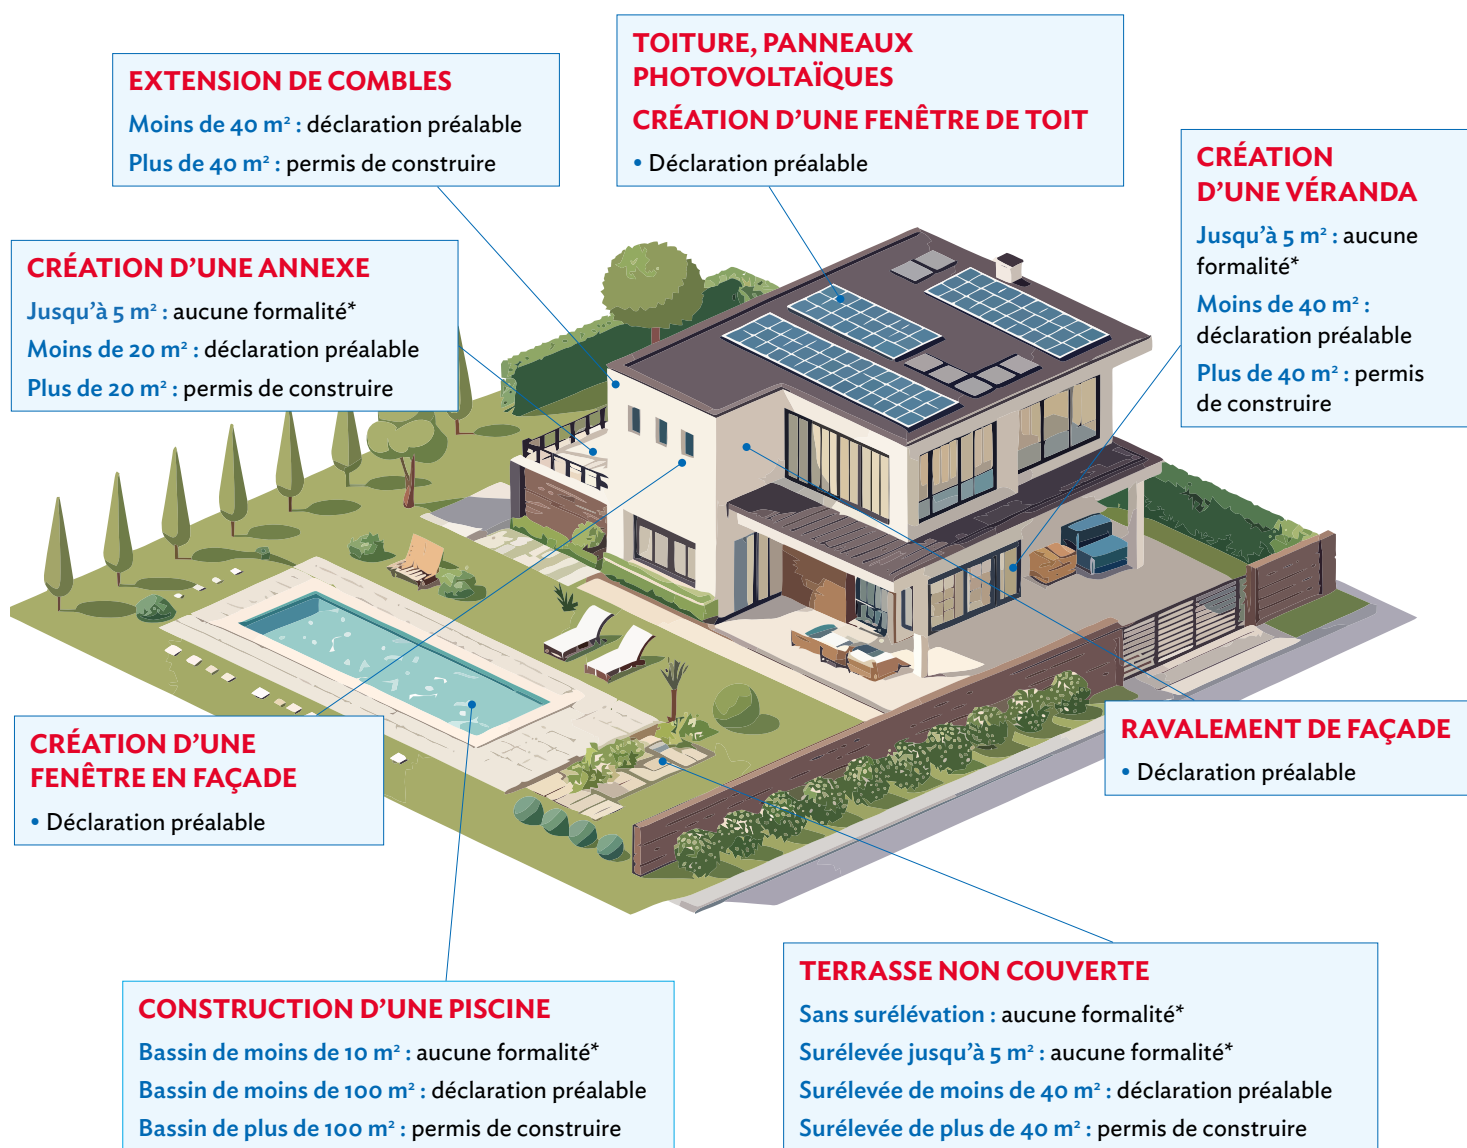 EXTENSION DE COMBLES
Moins de 40 m² : déclaration préalable
Plus de 40 m² : permis de construire
TOITURE, PANNEAUX
PHOTOVOLTAÏQUES
CRÉATION D’UNE FENÊTRE DE TOIT
• Déclaration préalable
CRÉATION
D’UNE VÉRANDA
Jusqu’à 5 m² : aucune
formalité*
Moins de 40 m² :
déclaration préalable
Plus de 40 m² : permis
de construire
CRÉATION D’UNE ANNEXE
Jusqu’à 5 m² : aucune formalité*
Moins de 20 m² : déclaration préalable
Plus de 20 m² : permis de construire
CRÉATION D’UNE
FENÊTRE EN FAÇADE
• Déclaration préalable
RAVALEMENT DE FAÇADE
• Déclaration préalable
CONSTRUCTION D’UNE PISCINE
Bassin de moins de 10 m² : aucune formalité*
Bassin de moins de 100 m² : déclaration préalable
Bassin de plus de 100 m² : permis de construire
TERRASSE NON COUVERTE
Sans surélévation : aucune formalité*
Surélevée jusqu’à 5 m² : aucune formalité*
Surélevée de moins de 40 m² : déclaration préalable
Surélevée de plus de 40 m² : permis de construire